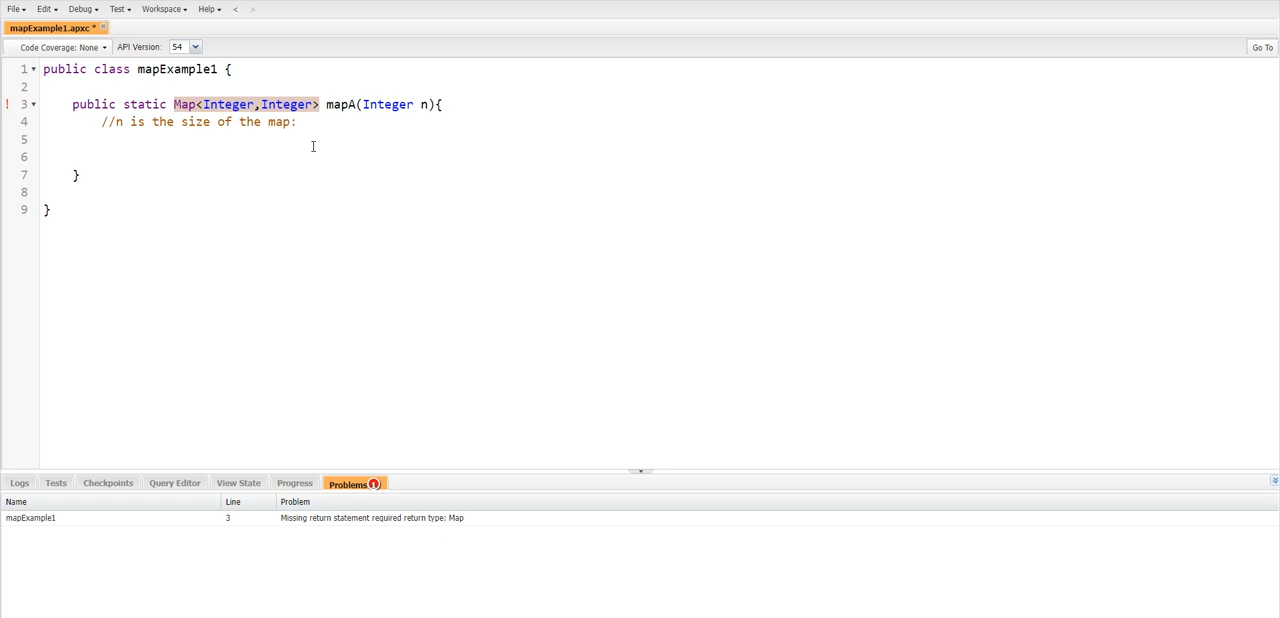 File Edit Debug Test Workspace Help < >
mapExample1.apxc *
Code Coverage: None API Version: 54 Go To
1 public class mapExample1 {
2
! 3 public static Map<Integer,Integer> mapA(Integer n){
4 //n is the size of the map:
5
6
7 }
8
9 }
Logs Tests Checkpoints Query Editor View State Progress Problems 1
Name Line Problem
mapExample1 3 Missing return statement required return type: Map